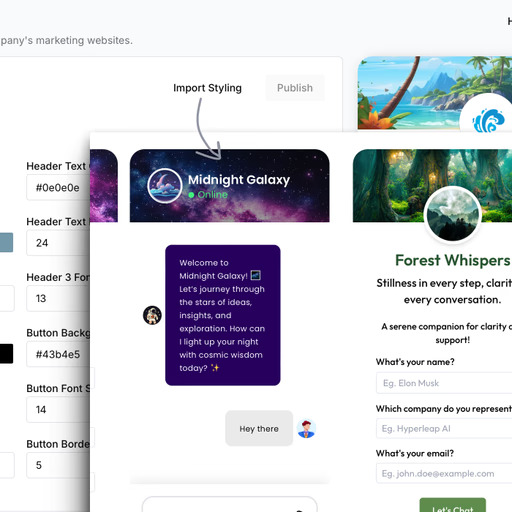 pany's marketing websites.
Import Styling
Publish
Header Text
#0e0e0e
Header Text
24
Header 3 Fon
13
Button Backg
#43b4e5
Button Font S
14
Button Borde
5
Midnight Galaxy
Online
Welcome to
Midnight Galaxy! 🌌
Let's journey through
the stars of ideas,
insights, and
exploration. How can
I light up your night
with cosmic wisdom
today? ✨
Hey there
Forest Whispers
Stillness in every step, clarit
every conversation.
A serene companion for clarity a
support!
What's your name?
Eg. Elon Musk
Which company do you represent
Eg. Hyperleap AI
What's your email?
Eg. john.doe@example.com
Let's Chat